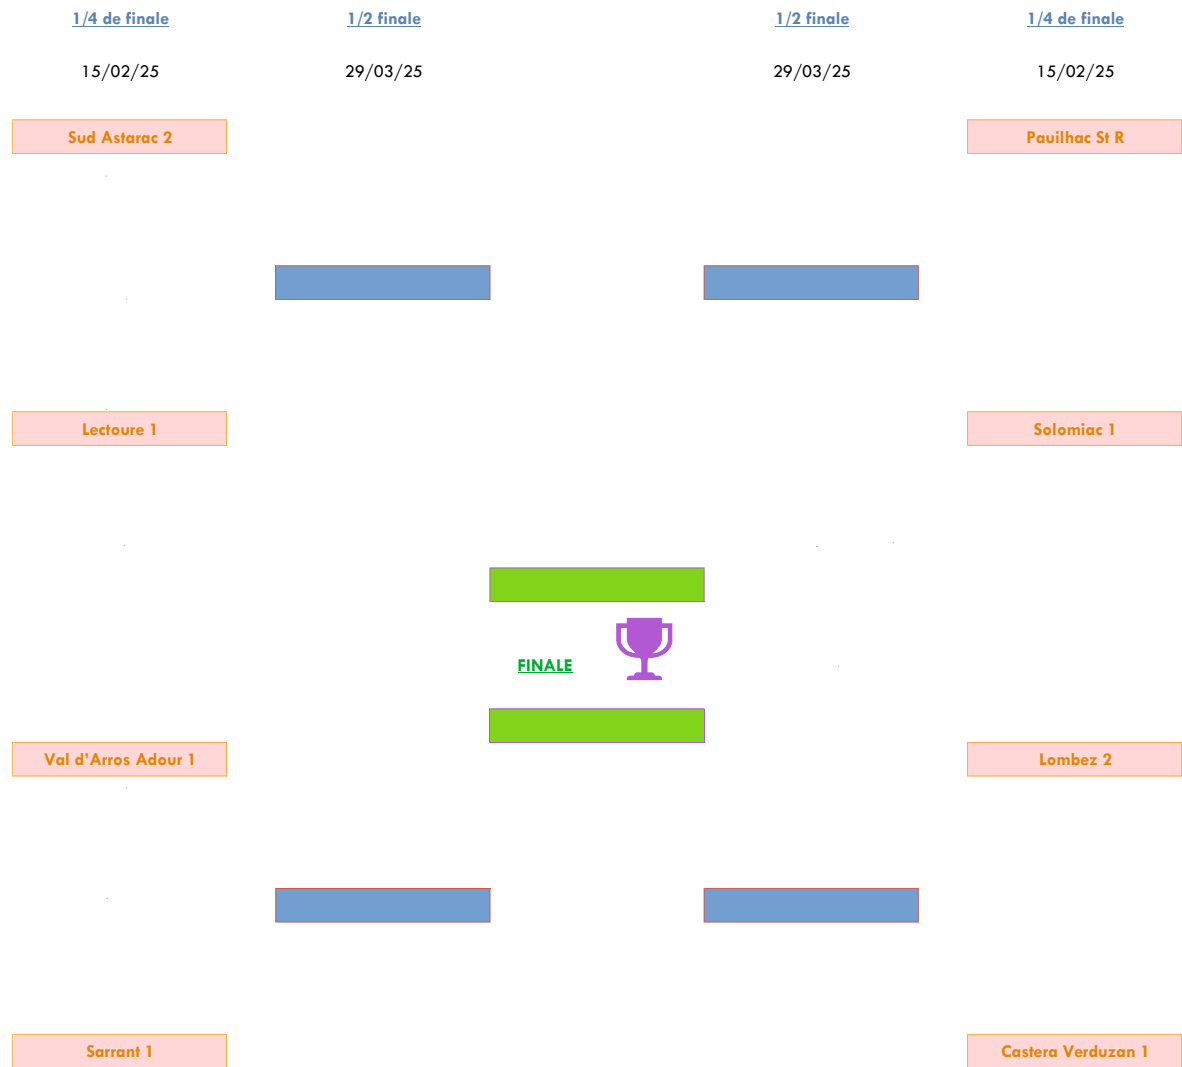 1/4 de finale
1/2 finale
1/2 finale
1/4 de finale
15/02/25
29/03/25
29/03/25
15/02/25
Sud Astarac 2
Pauilhac St R
Lectoure 1
Solomiac 1
FINALE
Val d’Arros Adour 1
Lombez 2
Sarrant 1
Castera Verduzan 1